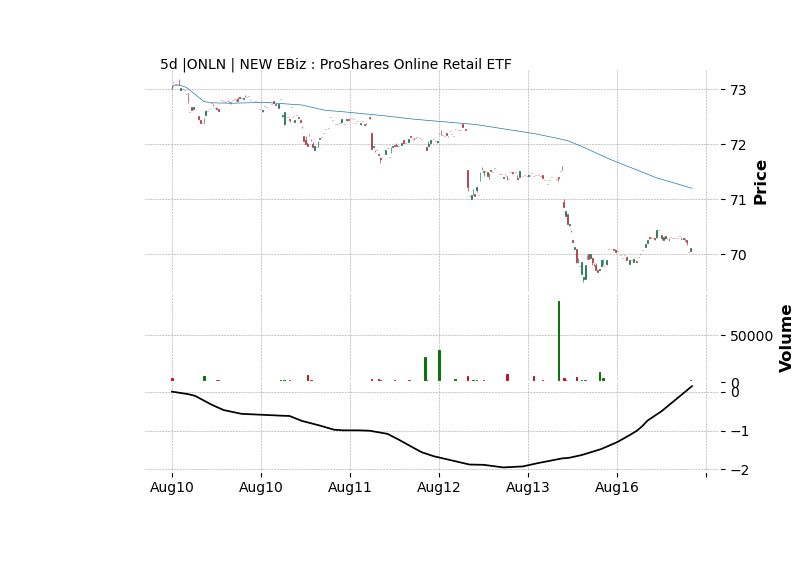 5d |ONLN | NEW EBiz : ProShares Online Retail ETF
73
72
71
70
Price
50000
0
Volume
0
−1
−2
Aug10 Aug10 Aug11 Aug12 Aug13 Aug16